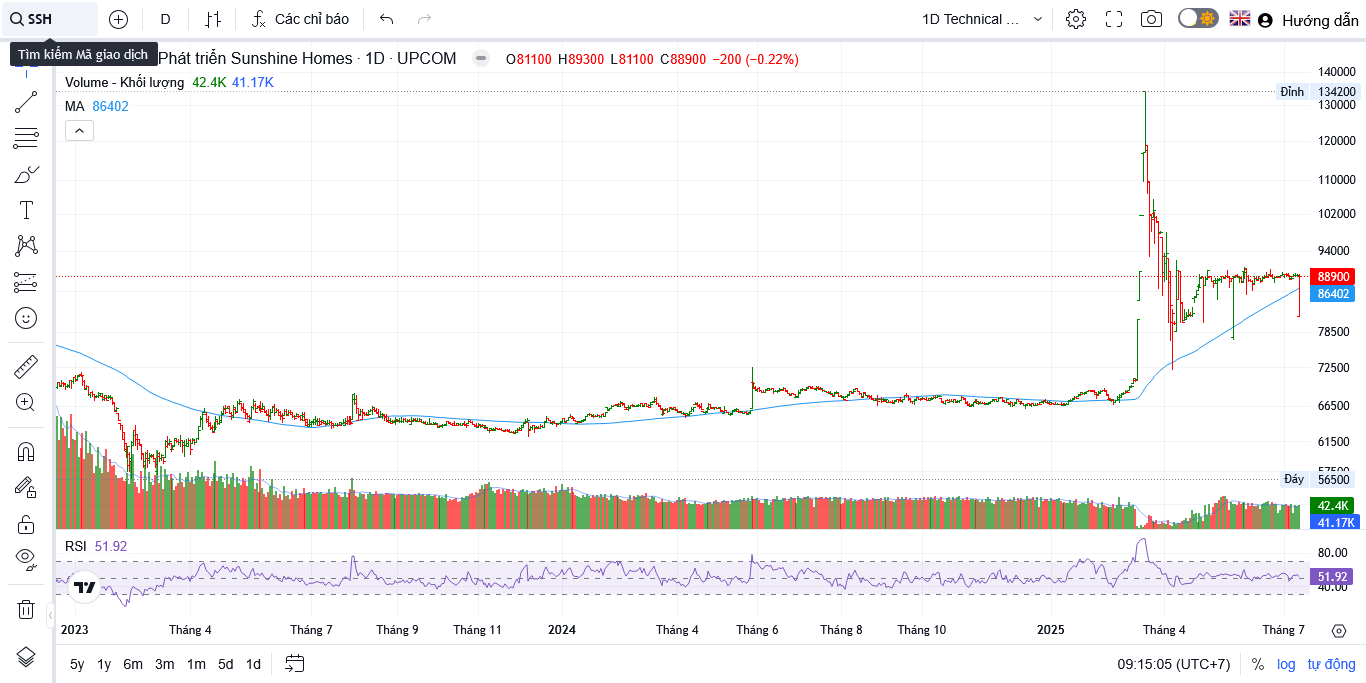 SSH
D
Các chỉ báo
1D Technical ...
Hướng dẫn
Tìm kiếm Mã giao dịch
Phát triển Sunshine Homes · 1D · UPCOM
O81100 H89300 L81100 C88900 −200 (−0.22%)
Volume - Khối lượng 42.4K 41.17K
MA 86402
140000
Đỉnh 134200
130000
120000
110000
102000
94000
88900
86402
78500
72500
66500
61500
57500
Đáy 56500
42.4K
41.17K
RSI 51.92
80.00
51.92
40.00
2023 Tháng 4 Tháng 7 Tháng 9 Tháng 11 2024 Tháng 4 Tháng 6 Tháng 8 Tháng 10 2025 Tháng 4 Tháng 7
5y 1y 6m 3m 1m 5d 1d
09:15:05 (UTC+7) % log tự động